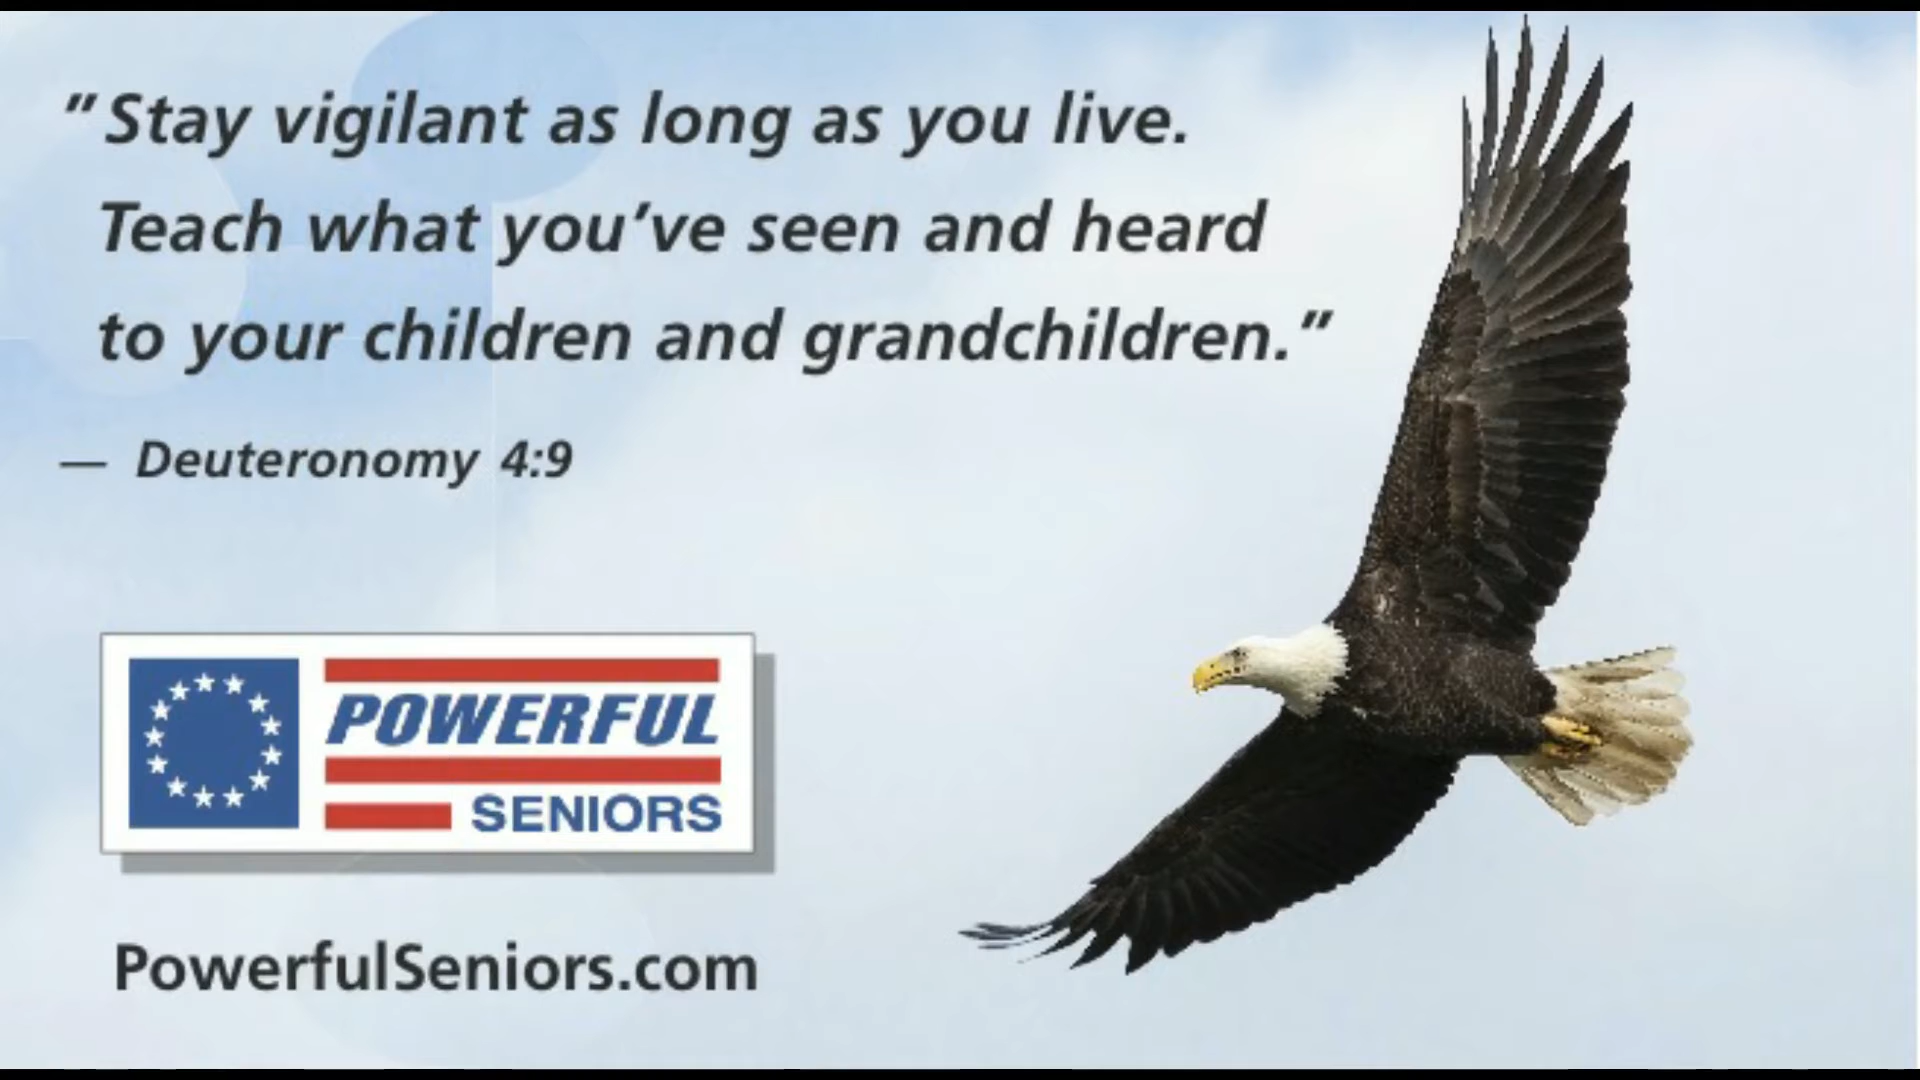 "Stay vigilant as long as you live.
Teach what you've seen and heard
to your children and grandchildren."
— Deuteronomy 4:9
POWERFUL
SENIORS
PowerfulSeniors.com